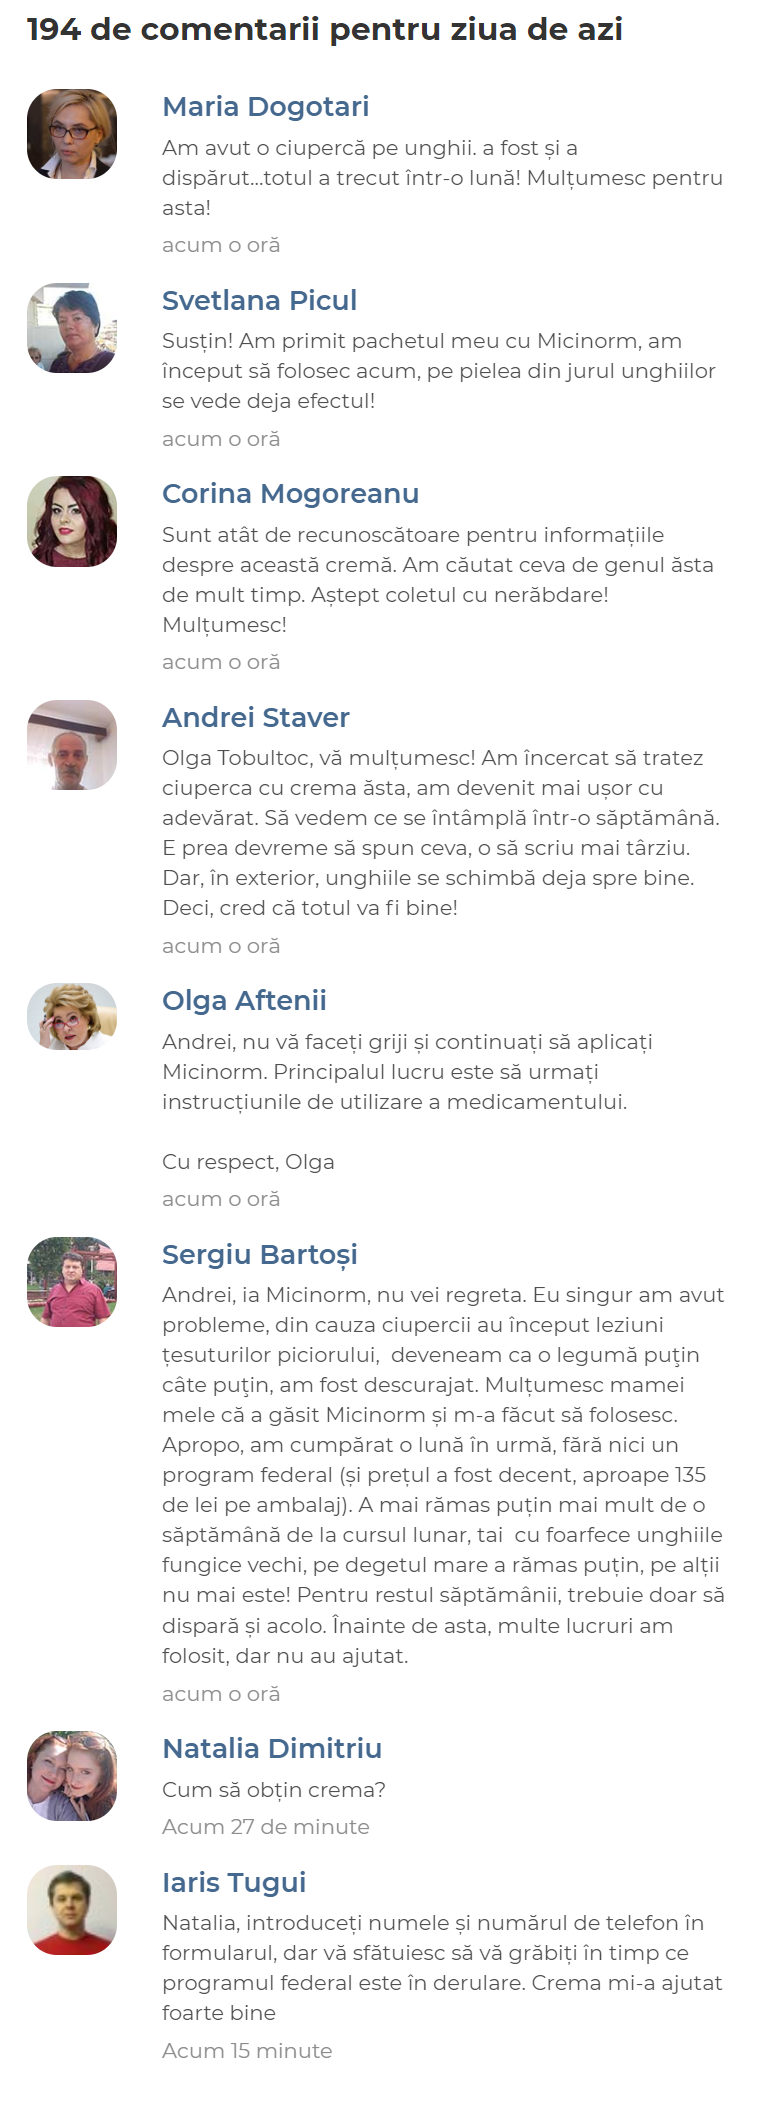 194 de comentarii pentru ziua de azi
Maria Dogotari
Am avut o ciupercă pe unghii. a fost și a
dispărut...totul a trecut într-o lună! Mulțumesc pentru
asta!
acum o oră
Svetlana Picul
Susțin! Am primit pachetul meu cu Micinorm, am
început să folosesc acum, pe pielea din jurul unghiilor
se vede deja efectul!
acum o oră
Corina Mogoreanu
Sunt atât de recunoscătoare pentru informațiile
despre această cremă. Am căutat ceva de genul ăsta
de mult timp. Aștept coletul cu nerăbdare!
Mulțumesc!
acum o oră
Andrei Staver
Olga Tobultoc, vă mulțumesc! Am încercat să tratez
ciuperca cu crema ăsta, am devenit mai ușor cu
adevărat. Să vedem ce se întâmplă într-o săptămână.
E prea devreme să spun ceva, o să scriu mai târziu.
Dar, în exterior, unghiile se schimbă deja spre bine.
Deci, cred că totul va fi bine!
acum o oră
Olga Aftenii
Andrei, nu vă faceți griji și continuați să aplicați
Micinorm. Principalul lucru este să urmați
instrucțiunile de utilizare a medicamentului.
Cu respect, Olga
acum o oră
Sergiu Bartoși
Andrei, ia Micinorm, nu vei regreta. Eu singur am avut
probleme, din cauza ciupercii au început leziuni
țesuturilor piciorului,  deveneam ca o legumă puţin
câte puţin, am fost descurajat. Mulțumesc mamei
mele că a găsit Micinorm și m-a făcut să folosesc.
Apropo, am cumpărat o lună în urmă, fără nici un
program federal (și prețul a fost decent, aproape 135
de lei pe ambalaj). A mai rămas puțin mai mult de o
săptămână de la cursul lunar, tai  cu foarfece unghiile
fungice vechi, pe degetul mare a rămas puțin, pe alții
nu mai este! Pentru restul săptămânii, trebuie doar să
dispară și acolo. Înainte de asta, multe lucruri am
folosit, dar nu au ajutat.
acum o oră
Natalia Dimitriu
Cum să obțin crema?
Acum 27 de minute
Iaris Tugui
Natalia, introduceți numele și numărul de telefon în
formularul, dar vă sfătuiesc să vă grăbiți în timp ce
programul federal este în derulare. Crema mi-a ajutat
foarte bine
Acum 15 minute